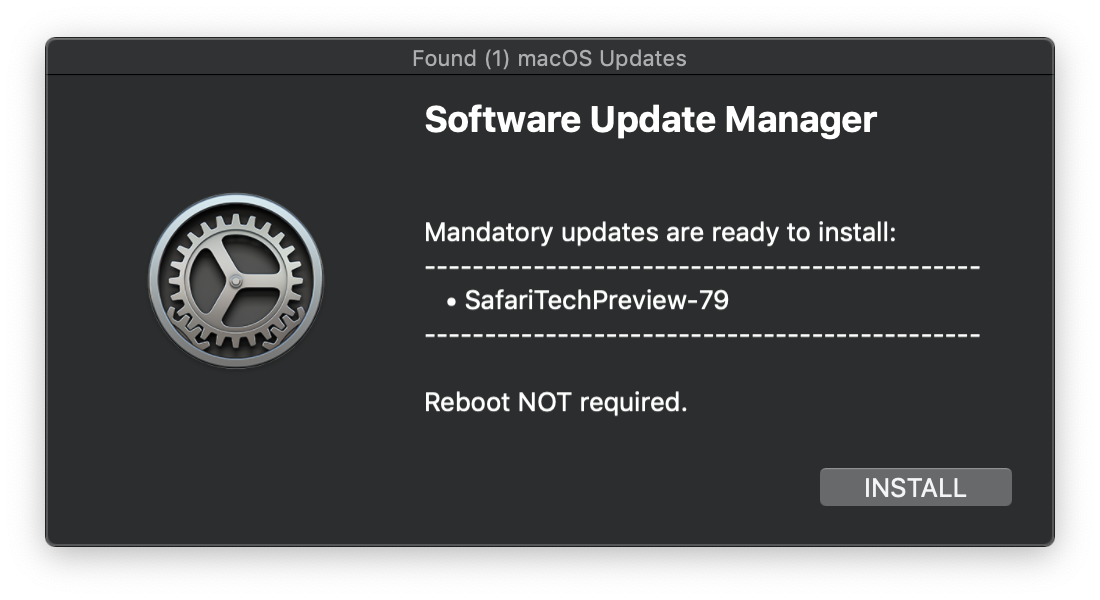 Found (1) macOS Updates
Software Update Manager
Mandatory updates are ready to install:
-----------------------------------------------
• SafariTechPreview-79
-----------------------------------------------
Reboot NOT required.
INSTALL